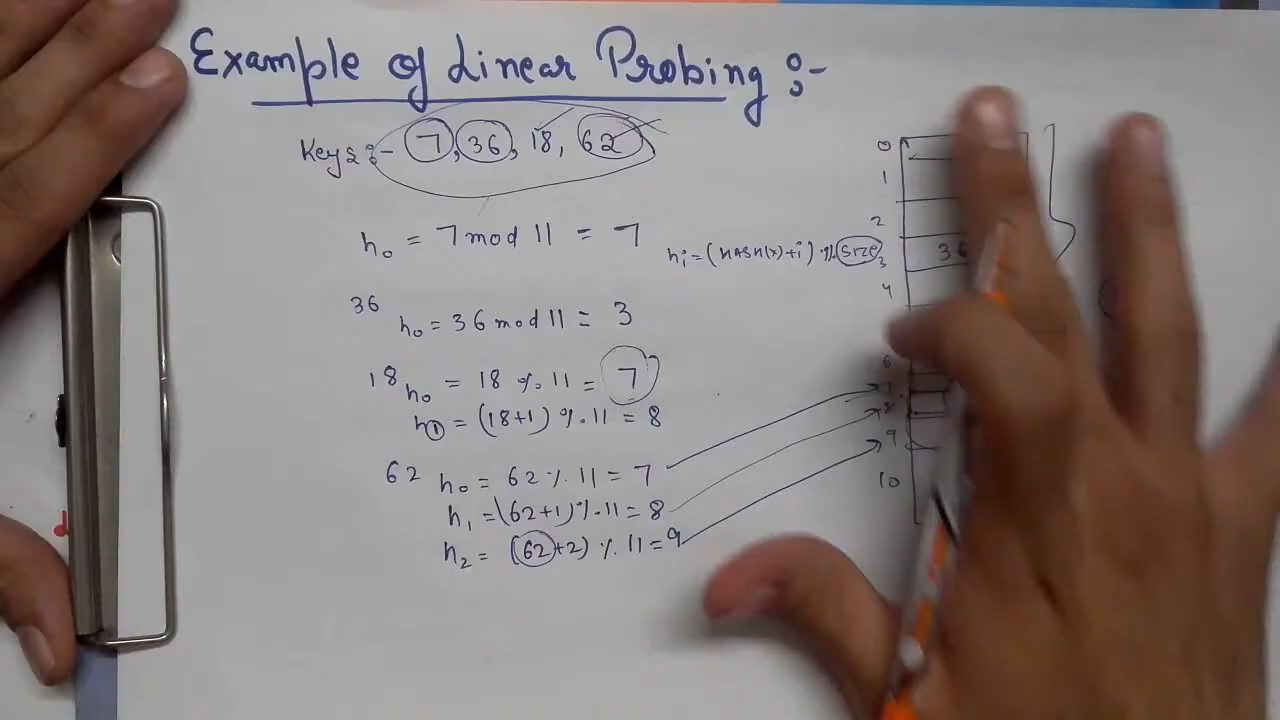 Example of Linear Probing :-
Keys :- 7, 36, 18, 62
h0 = 7 mod 11 = 7
hi = (HASH(x)+i) % SIZE
36 h0 = 36 mod 11 = 3
18 h0 = 18 % 11 = 7
h1 = (18+1) % 11 = 8
62 h0 = 62 % 11 = 7
h1 = (62+1) % 11 = 8
h2 = (62+2) % 11 = 9
0
1
2
3 36
4
6
7
8
9
10